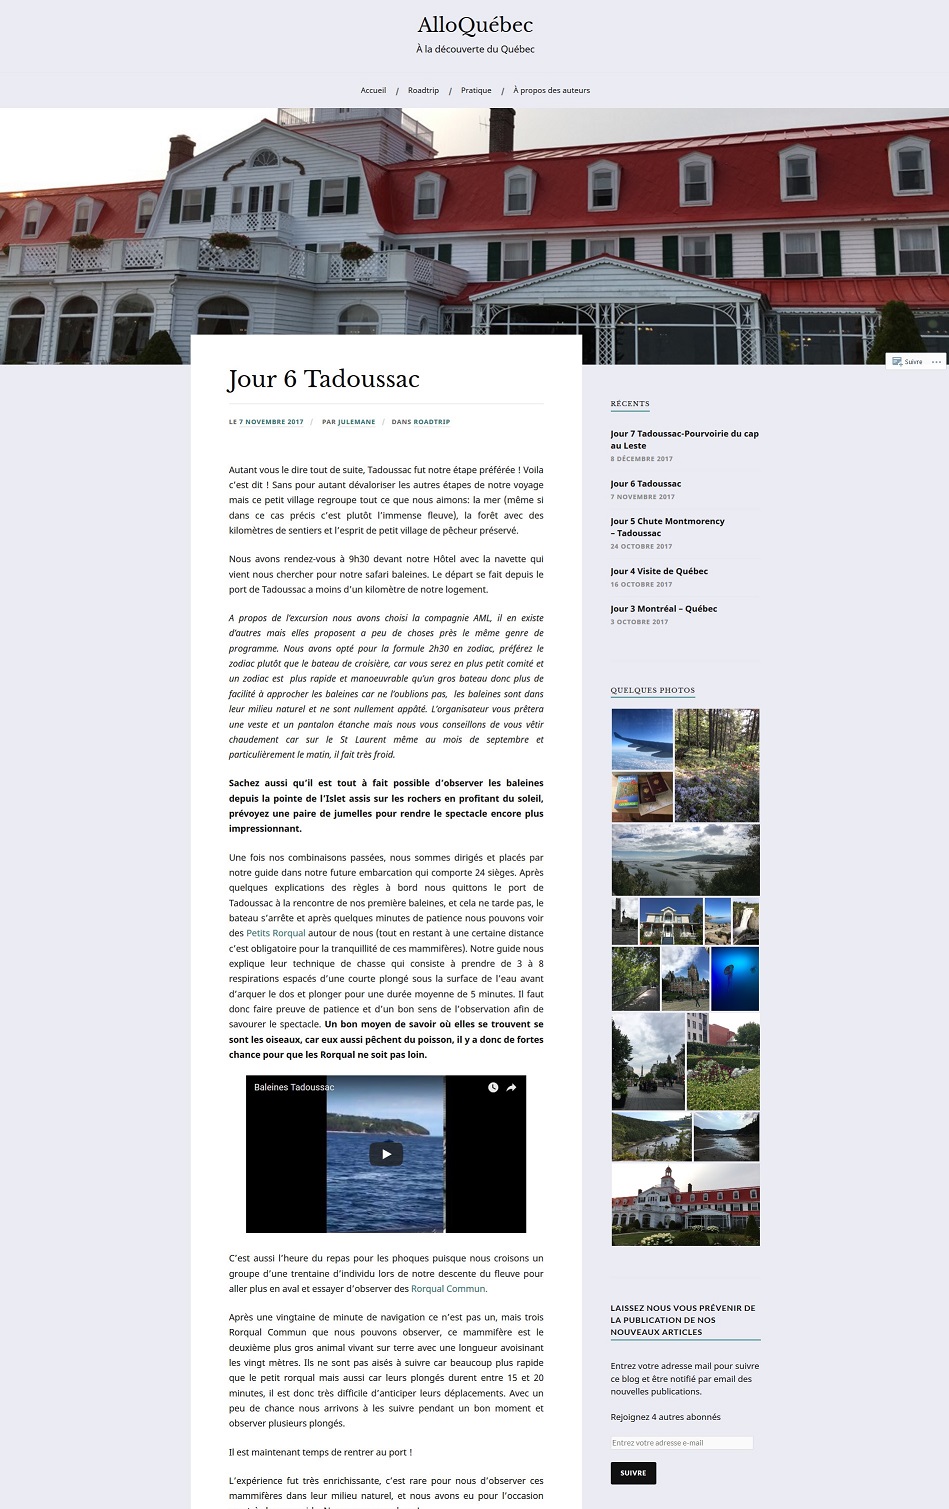 AlloQuébec
À la découverte du Québec
Accueil / Roadtrip / Pratique / À propos des auteurs
Suivre
Jour 6 Tadoussac
LE 7 NOVEMBRE 2017 / PAR JULEMANE / DANS ROADTRIP
Autant vous le dire tout de suite, Tadoussac fut notre étape préférée ! Voila
c'est dit ! Sans pour autant dévaloriser les autres étapes de notre voyage
mais ce petit village regroupe tout ce que nous aimons: la mer (même si
dans ce cas précis c'est plutôt l'immense fleuve), la forêt avec des
kilomètres de sentiers et l'esprit de petit village de pêcheur préservé.
Nous avons rendez-vous à 9h30 devant notre Hôtel avec la navette qui
vient nous chercher pour notre safari baleines. Le départ se fait depuis le
port de Tadoussac a moins d'un kilomètre de notre logement.
A propos de l'excursion nous avons choisi la compagnie AML, il en existe
d'autres mais elles proposent a peu de choses près le même genre de
programme. Nous avons opté pour la formule 2h30 en zodiac, préférez le
zodiac plutôt que le bateau de croisière, car vous serez en plus petit comité et
un zodiac est plus rapide et manoeuvrable qu'un gros bateau donc plus de
facilité à approcher les baleines car ne l'oublions pas, les baleines sont dans
leur milieu naturel et ne sont nullement appâté. L'organisateur vous prêtera
une veste et un pantalon étanche mais nous vous conseillons de vous vêtir
chaudement car sur le St Laurent même au mois de septembre et
particulièrement le matin, il fait très froid.
Sachez aussi qu'il est tout à fait possible d'observer les baleines
depuis la pointe de l'Islet assis sur les rochers en profitant du soleil,
prévoyez une paire de jumelles pour rendre le spectacle encore plus
impressionnant.
Une fois nos combinaisons passées, nous sommes dirigés et placés par
notre guide dans notre future embarcation qui comporte 24 sièges. Après
quelques explications des règles à bord nous quittons le port de
Tadoussac à la rencontre de nos première baleines, et cela ne tarde pas, le
bateau s'arrête et après quelques minutes de patience nous pouvons voir
des Petits Rorqual autour de nous (tout en restant à une certaine distance
c'est obligatoire pour la tranquillité de ces mammifères). Notre guide nous
explique leur technique de chasse qui consiste à prendre de 3 à 8
respirations espacés d'une courte plongé sous la surface de l'eau avant
d'arquer le dos et plonger pour une durée moyenne de 5 minutes. Il faut
donc faire preuve de patience et d'un bon sens de l'observation afin de
savourer le spectacle. Un bon moyen de savoir où elles se trouvent se
sont les oiseaux, car eux aussi pêchent du poisson, il y a donc de fortes
chance pour que les Rorqual ne soit pas loin.
Baleines Tadoussac
C'est aussi l'heure du repas pour les phoques puisque nous croisons un
groupe d'une trentaine d'individu lors de notre descente du fleuve pour
aller plus en aval et essayer d'observer des Rorqual Commun.
Après une vingtaine de minute de navigation ce n'est pas un, mais trois
Rorqual Commun que nous pouvons observer, ce mammifère est le
deuxième plus gros animal vivant sur terre avec une longueur avoisinant
les vingt mètres. Ils ne sont pas aisés à suivre car beaucoup plus rapide
que le petit rorqual mais aussi car leurs plongés durent entre 15 et 20
minutes, il est donc très difficile d'anticiper leurs déplacements. Avec un
peu de chance nous arrivons à les suivre pendant un bon moment et
observer plusieurs plongés.
Il est maintenant temps de rentrer au port !
L'expérience fut très enrichissante, c'est rare pour nous d'observer ces
mammifères dans leur milieu naturel, et nous avons eu pour l'occasion
RÉCENTS
Jour 7 Tadoussac-Pourvoirie du cap
au Leste
8 DÉCEMBRE 2017
Jour 6 Tadoussac
7 NOVEMBRE 2017
Jour 5 Chute Montmorency
– Tadoussac
24 OCTOBRE 2017
Jour 4 Visite de Québec
16 OCTOBRE 2017
Jour 3 Montréal – Québec
3 OCTOBRE 2017
QUELQUES PHOTOS
LAISSEZ NOUS VOUS PRÉVENIR DE
LA PUBLICATION DE NOS
NOUVEAUX ARTICLES
Entrez votre adresse mail pour suivre
ce blog et être notifié par email des
nouvelles publications.
Rejoignez 4 autres abonnés
Entrez votre adresse e-mail
SUIVRE